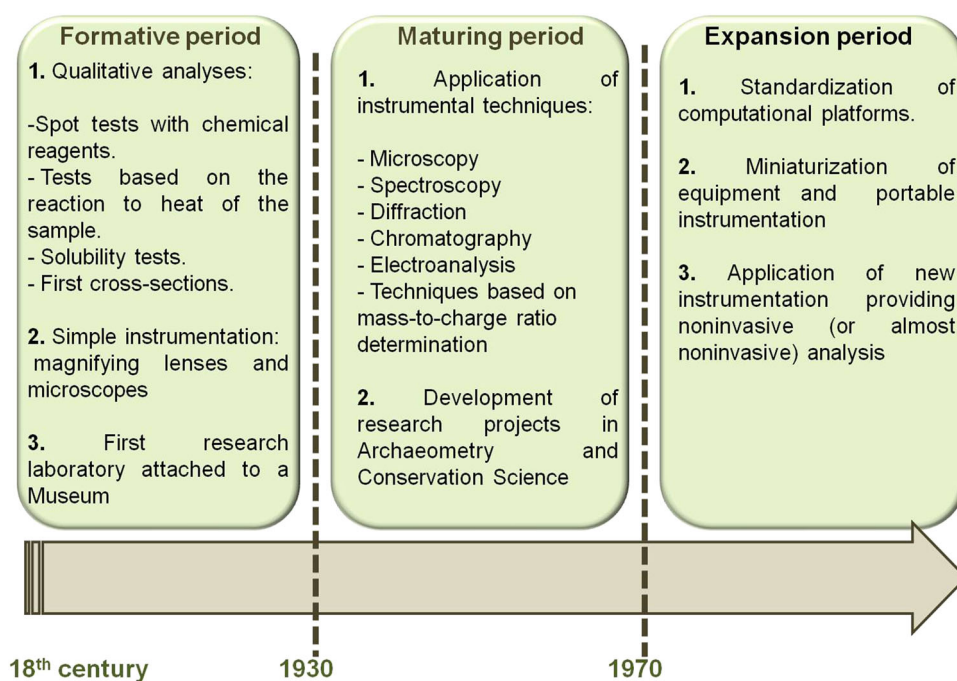 Formative period
1. Qualitative analyses:
-Spot tests with chemical
reagents.
- Tests based on the
reaction to heat of the
sample.
- Solubility tests.
- First cross-sections.
2. Simple instrumentation:
magnifying lenses and
microscopes
3. First research
laboratory attached to a
Museum
Maturing period
1. Application of
instrumental techniques:
- Microscopy
- Spectroscopy
- Diffraction
- Chromatography
- Electroanalysis
- Techniques based on
mass-to-charge ratio
determination
2. Development of
research projects in
Archaeometry and
Conservation Science
Expansion period
1. Standardization of
computational platforms.
2. Miniaturization of
equipment and portable
instrumentation
3. Application of new
instrumentation providing
noninvasive (or almost
noninvasive) analysis
18th century
1930
1970